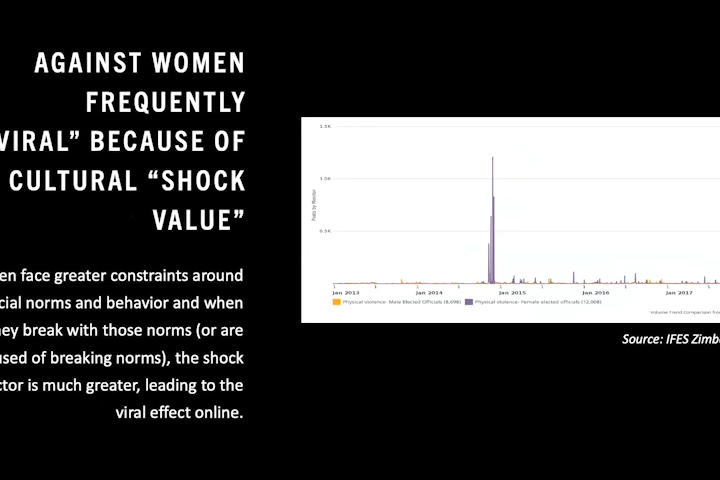 AGAINST WOMEN
FREQUENTLY
VIRAL” BECAUSE OF
CULTURAL “SHOCK
VALUE”
en face greater constraints around
cial norms and behavior and when
hey break with those norms (or are
used of breaking norms), the shock
ctor is much greater, leading to the
viral effect online.
1.5K
1.0K
0.5K
Posts by Monitor
Jan 2013 Jan 2014 Jan 2015 Jan 2016 Jan 2017
Physical violence- Male Elected Officials (8,698) Physical violence- Female elected officials (12,008)
Volume Trend Comparison from
Source: IFES Zimb